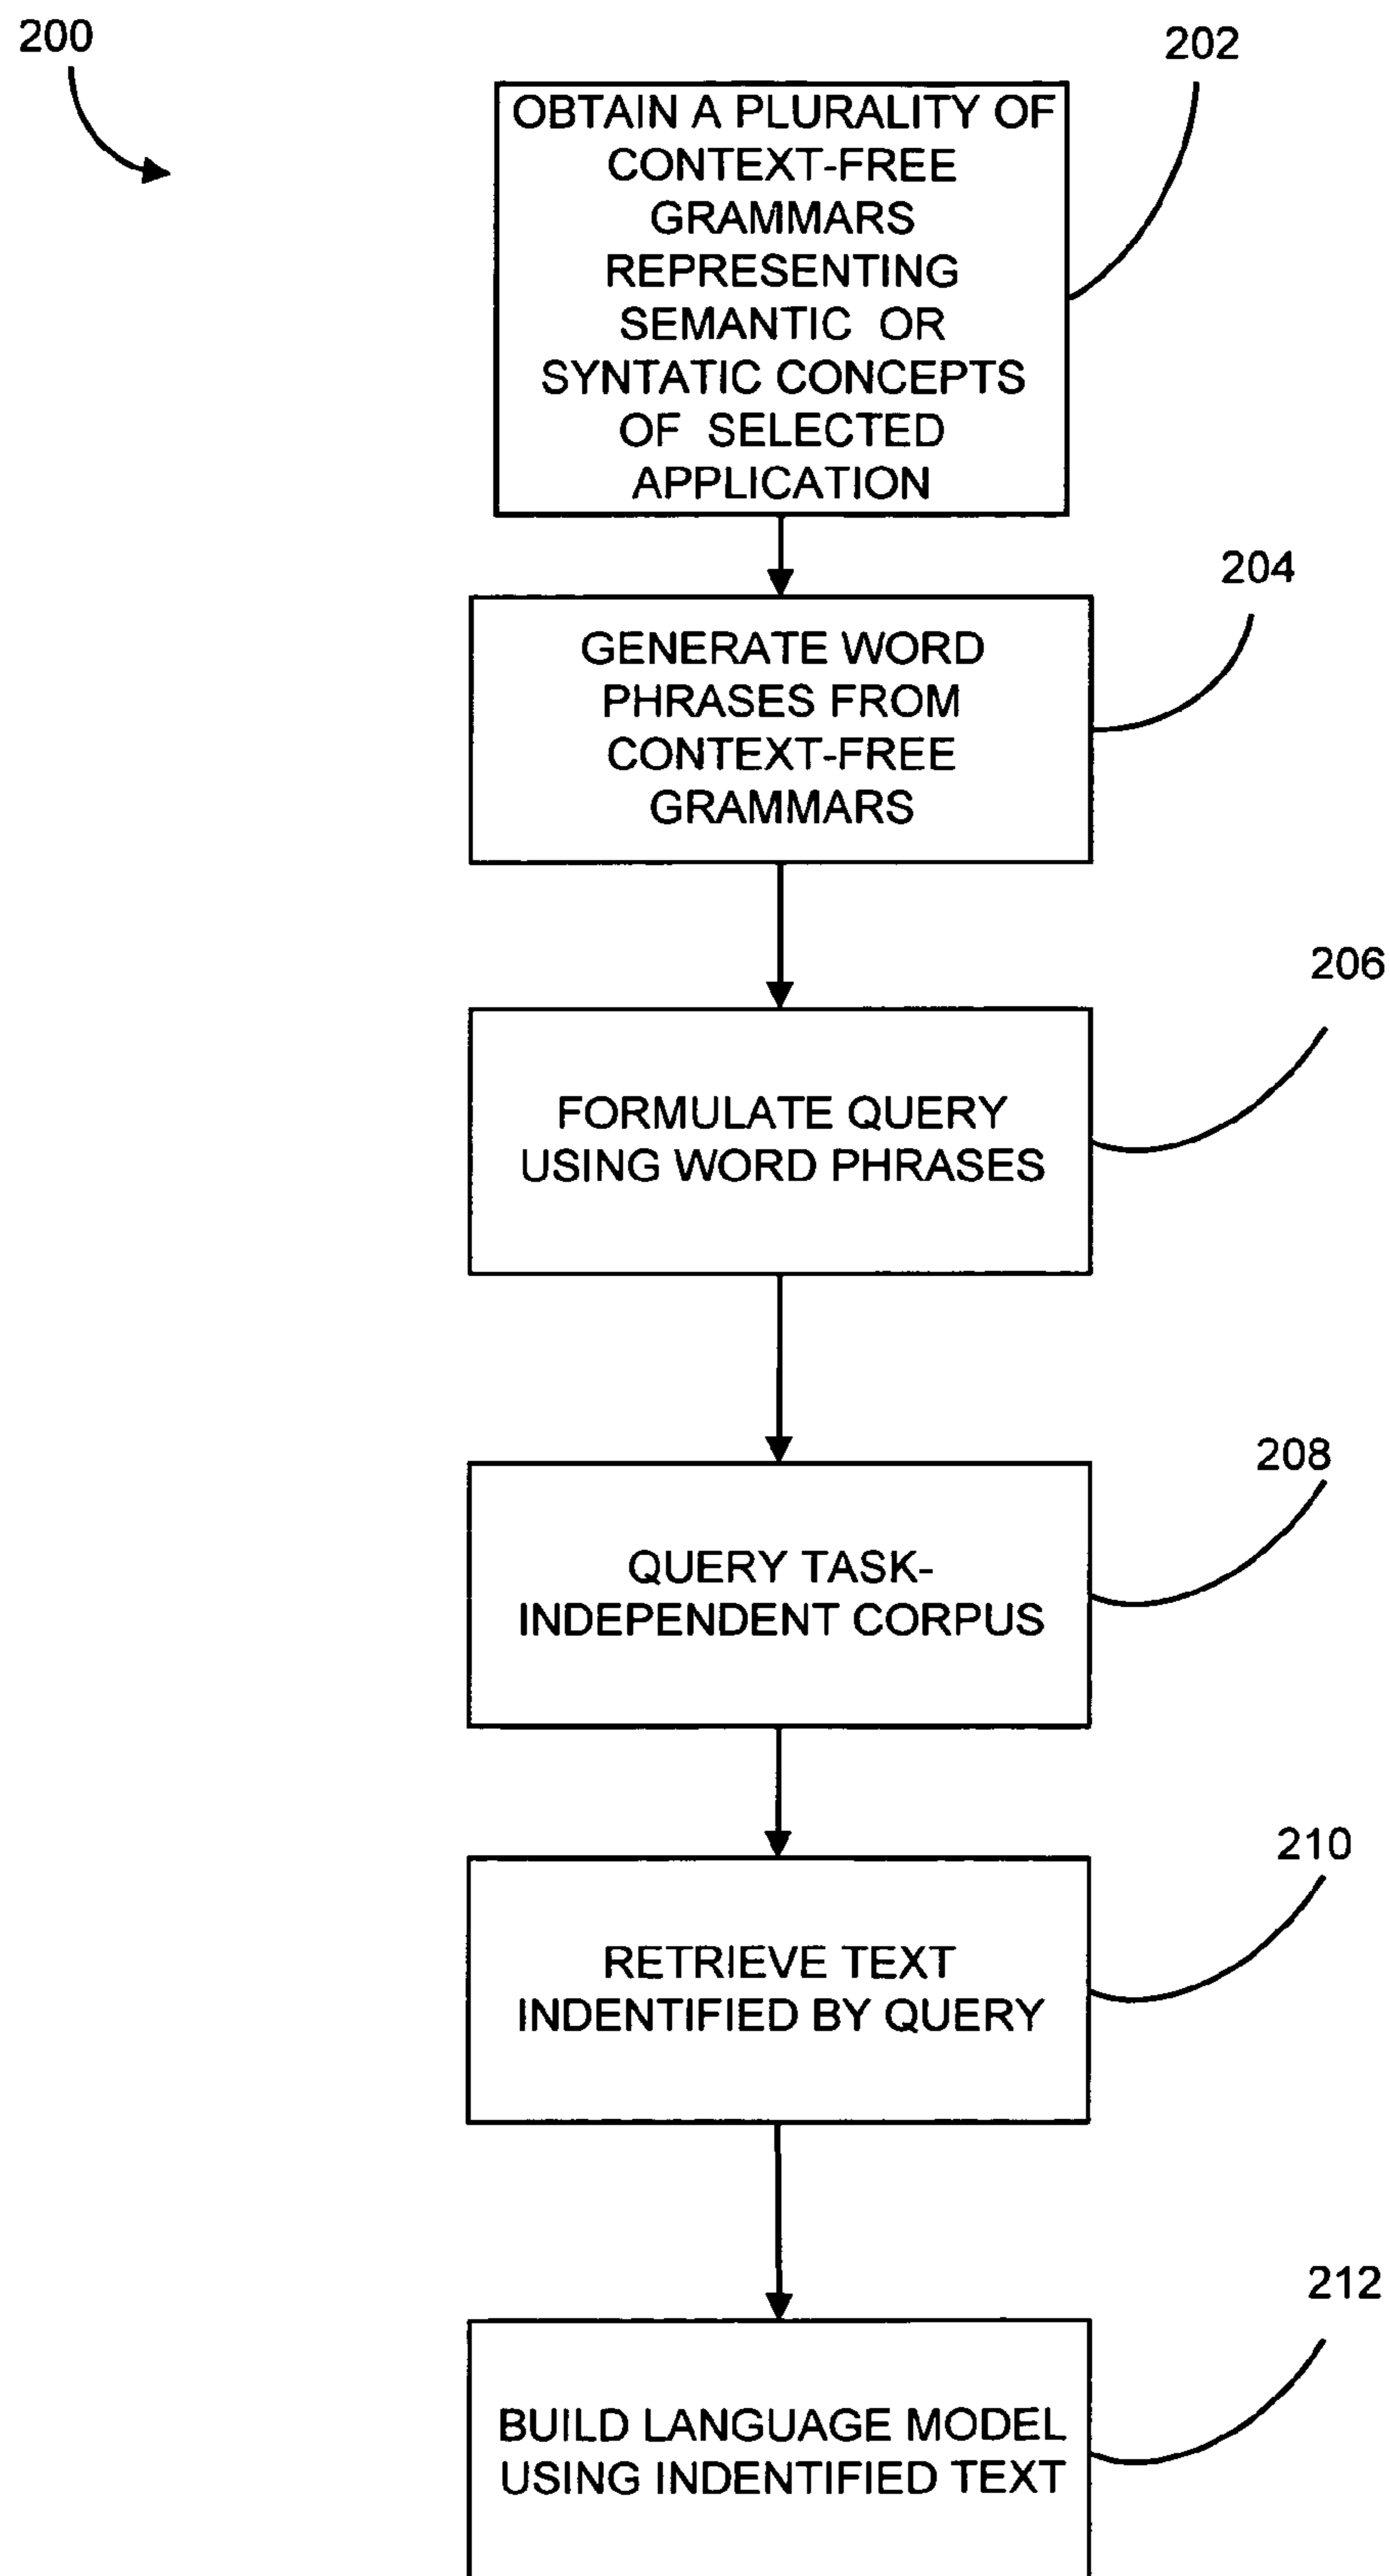 200
202
OBTAIN A PLURALITY OF
CONTEXT-FREE
GRAMMARS
REPRESENTING
SEMANTIC OR
SYNTATIC CONCEPTS
OF SELECTED
APPLICATION
204
GENERATE WORD
PHRASES FROM
CONTEXT-FREE
GRAMMARS
206
FORMULATE QUERY
USING WORD PHRASES
208
QUERY TASK-
INDEPENDENT CORPUS
210
RETRIEVE TEXT
INDENTIFIED BY QUERY
212
BUILD LANGUAGE MODEL
USING INDENTIFIED TEXT